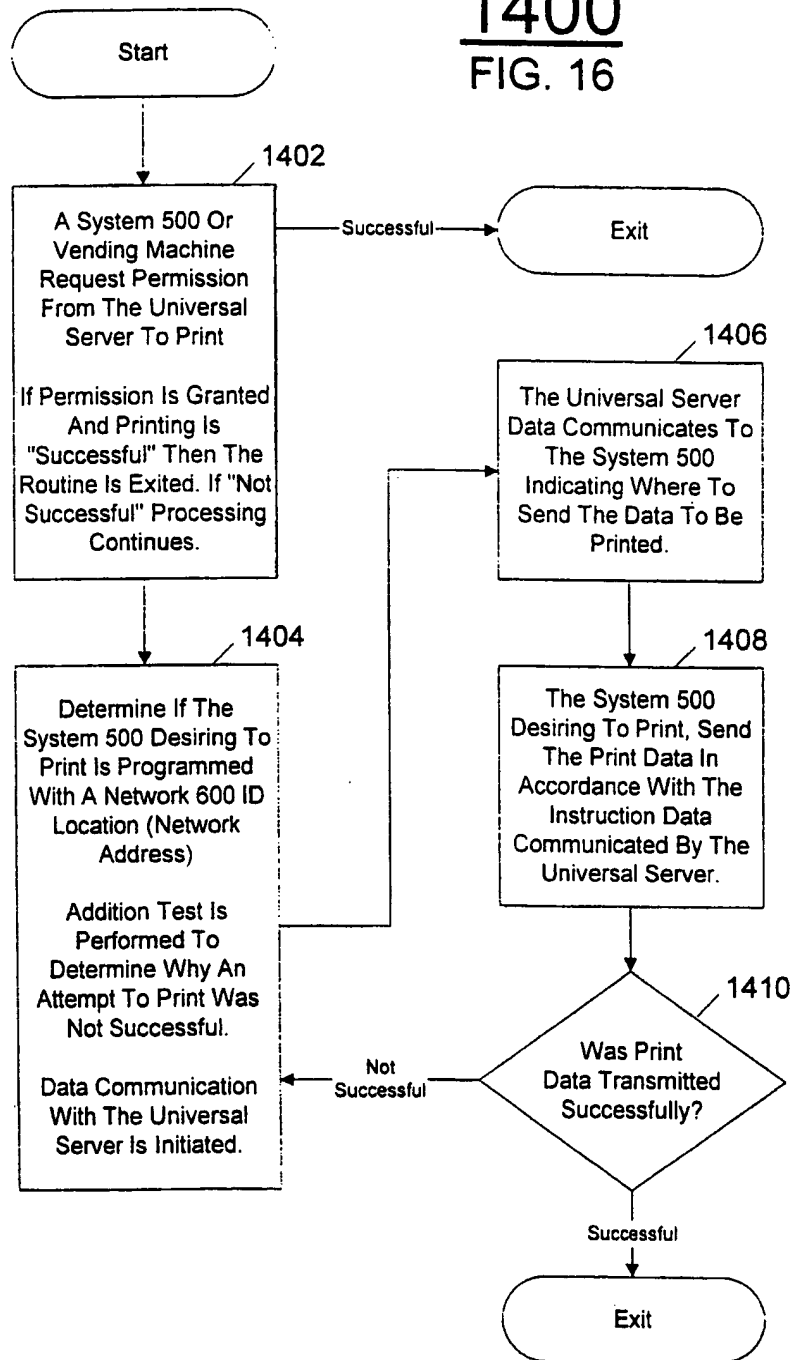 1400
FIG. 16
Start
1402
A System 500 Or
Vending Machine
Request Permission
From The Universal
Server To Print
If Permission Is Granted
And Printing Is
"Successful" Then The
Routine Is Exited. If "Not
Successful" Processing
Continues.
Successful
Exit
1404
Determine If The
System 500 Desiring To
Print Is Programmed
With A Network 600 ID
Location (Network
Address)
Addition Test Is
Performed To
Determine Why An
Attempt To Print Was
Not Successful.
Data Communication
With The Universal
Server Is Initiated.
1406
The Universal Server
Data Communicates To
The System 500
Indicating Where To
Send The Data To Be
Printed.
1408
The System 500
Desiring To Print, Send
The Print Data In
Accordance With The
Instruction Data
Communicated By The
Universal Server.
1410
Was Print
Data Transmitted
Successfully?
Not
Successful
Successful
Exit